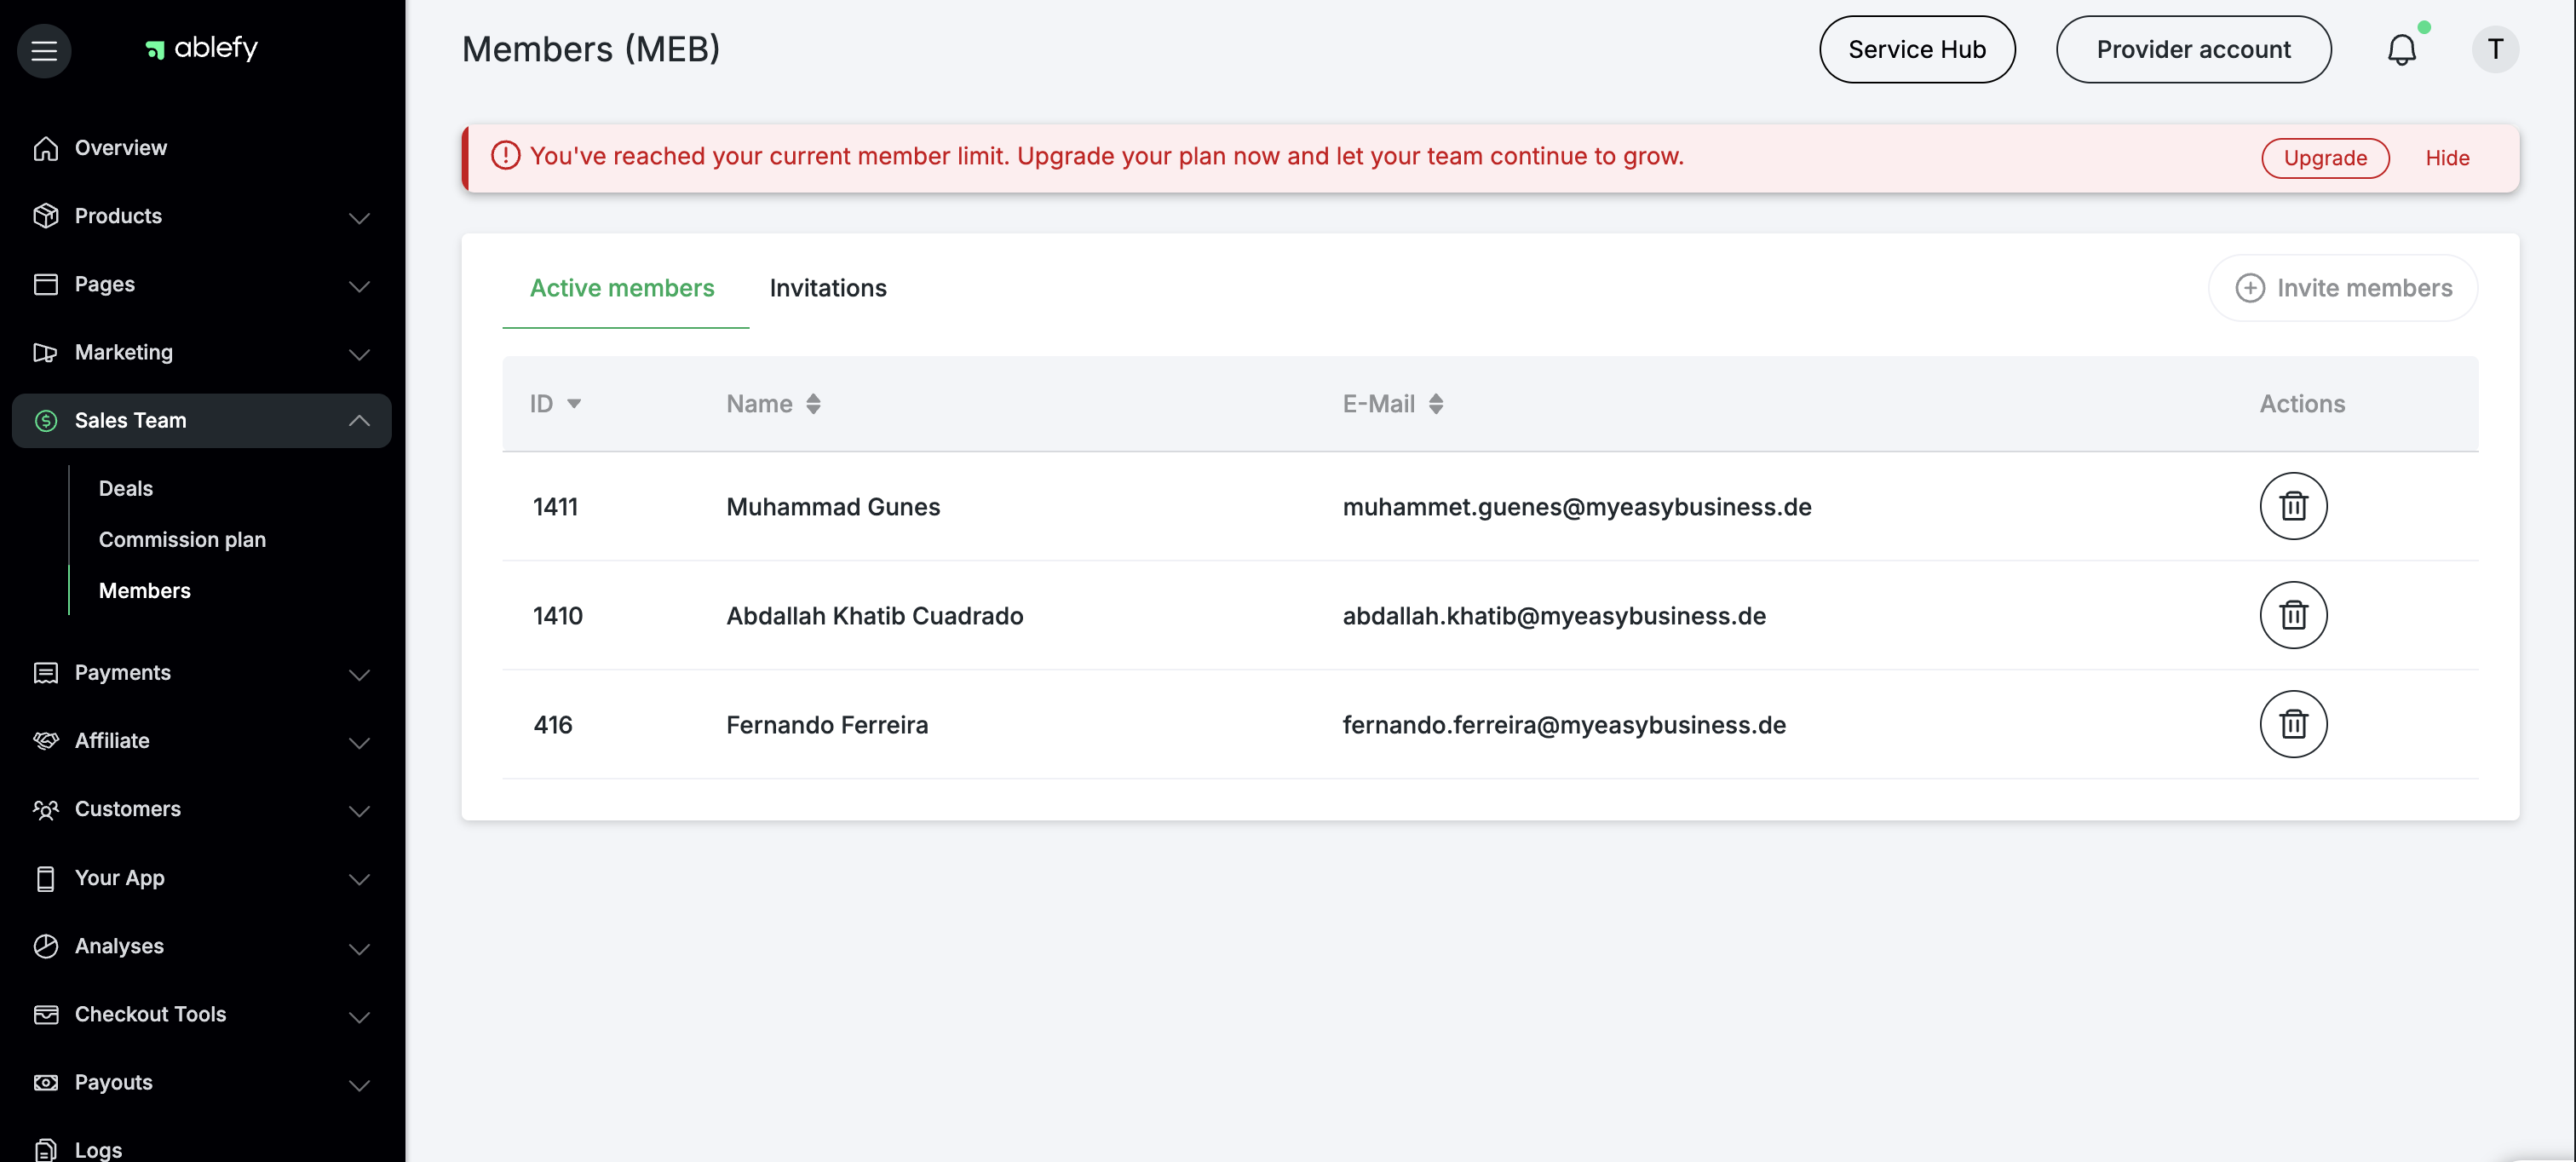 ablefy
Overview
Products
Pages
Marketing
Sales Team
Deals
Commission plan
Members
Payments
Affiliate
Customers
Your App
Analyses
Checkout Tools
Payouts
Logs
Members (MEB)
Service Hub
Provider account
T
You've reached your current member limit. Upgrade your plan now and let your team continue to grow.
Upgrade
Hide
Active members
Invitations
Invite members
ID Name E-Mail Actions
1411 Muhammad Gunes muhammet.guenes@myeasybusiness.de
1410 Abdallah Khatib Cuadrado abdallah.khatib@myeasybusiness.de
416 Fernando Ferreira fernando.ferreira@myeasybusiness.de